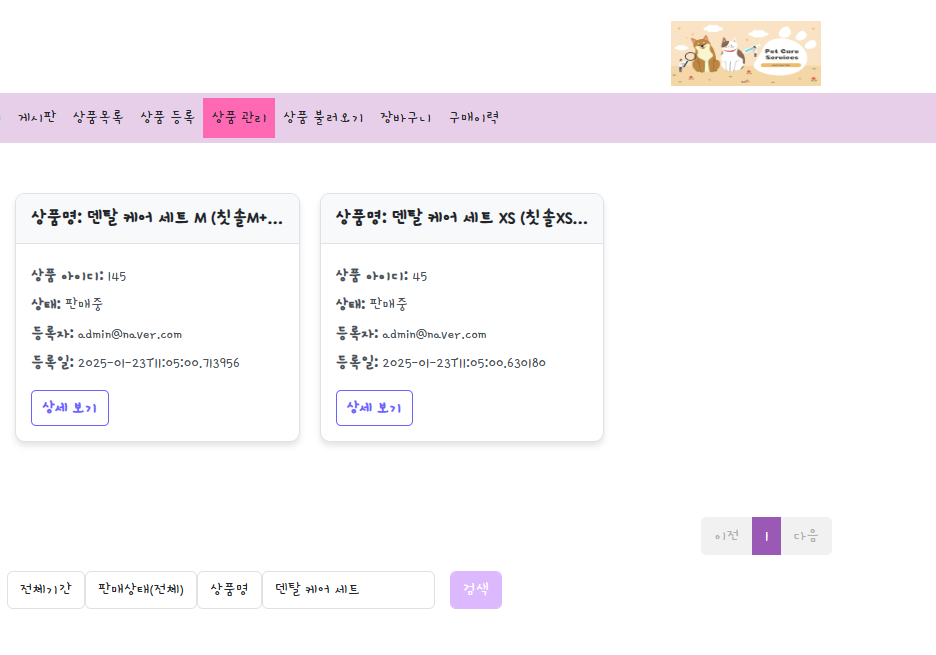 Pet Care
Services
게시판 상품목록 상품 등록 상품 관리 상품 불러오기 장바구니 구매이력
상품명: 덴탈 케어 세트 M (칫솔M+...
상품 아이디: 145
상태: 판매중
등록자: admin@naver.com
등록일: 2025-01-23T11:05:00.713956
상세 보기
상품명: 덴탈 케어 세트 XS (칫솔XS...
상품 아이디: 45
상태: 판매중
등록자: admin@naver.com
등록일: 2025-01-23T11:05:00.630180
상세 보기
이전 1 다음
전체기간 판매상태(전체) 상품명 덴탈 케어 세트 검색